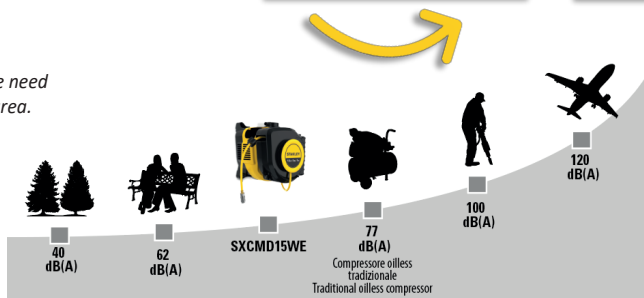 e need
rea.
40
dB(A)
62
dB(A)
SXCMD15WE
77
dB(A)
Compressore oilless
tradizionale
Traditional oilless compressor
100
dB(A)
120
dB(A)